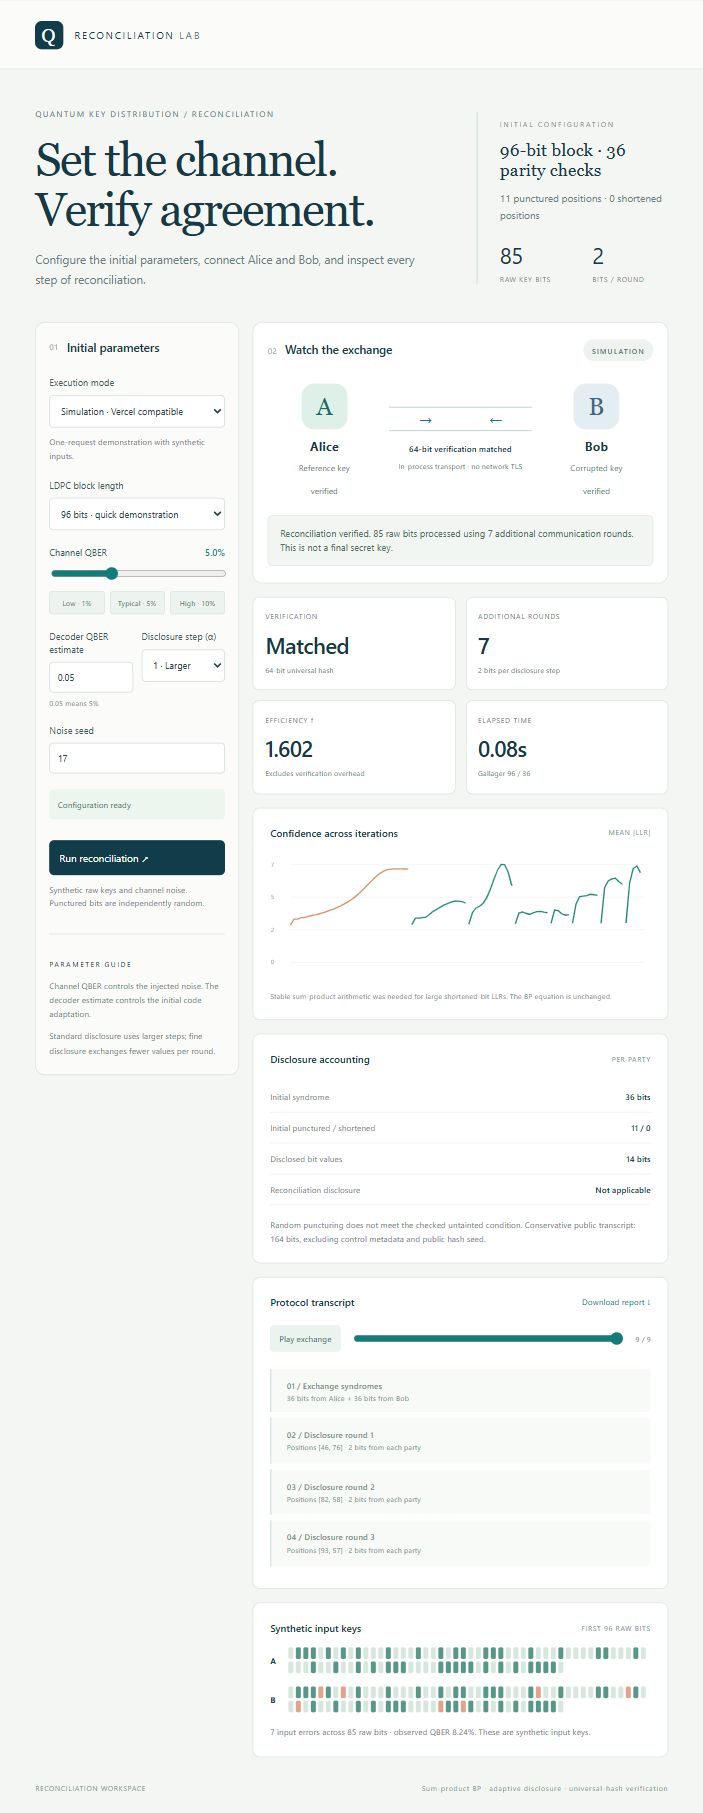 Q RECONCILIATION LAB
QUANTUM KEY DISTRIBUTION / RECONCILIATION
Set the channel.
Verify agreement.
Configure the initial parameters, connect Alice and Bob, and inspect every
step of reconciliation.
INITIAL CONFIGURATION
96-bit block · 36
parity checks
11 punctured positions · 0 shortened
positions
85
RAW KEY BITS
2
BITS / ROUND
01 Initial parameters
Execution mode
Simulation · Vercel compatible
One-request demonstration with synthetic
inputs.
LDPC block length
96 bits · quick demonstration
Channel QBER 5.0%
Low · 1% Typical · 5% High · 10%
Decoder QBER
estimate
0.05
0.05 means 5%
Disclosure step (α)
1 · Larger
Noise seed
17
Configuration ready
Run reconciliation ↗
Synthetic raw keys and channel noise.
Punctured bits are independently random.
PARAMETER GUIDE
Channel QBER controls the injected noise. The
decoder estimate controls the initial code
adaptation.
Standard disclosure uses larger steps; fine
disclosure exchanges fewer values per round.
02 Watch the exchange
SIMULATION
A
Alice
Reference key
verified
→ ←
64-bit verification matched
In-process transport · no network TLS
B
Bob
Corrupted key
verified
Reconciliation verified. 85 raw bits processed using 7 additional communication rounds.
This is not a final secret key.
VERIFICATION
Matched
64-bit universal hash
ADDITIONAL ROUNDS
7
2 bits per disclosure step
EFFICIENCY f
1.602
Excludes verification overhead
ELAPSED TIME
0.08s
Gallager 96 / 36
Confidence across iterations
MEAN |LLR|
7
5
2
0
Stable sum-product arithmetic was needed for large shortened-bit LLRs. The BP equation is unchanged.
Disclosure accounting
PER PARTY
Initial syndrome 36 bits
Initial punctured / shortened 11 / 0
Disclosed bit values 14 bits
Reconciliation disclosure Not applicable
Random puncturing does not meet the checked untainted condition. Conservative public transcript:
164 bits, excluding control metadata and public hash seed.
Protocol transcript
Download report ↓
Play exchange
9 / 9
01 / Exchange syndromes
36 bits from Alice + 36 bits from Bob
02 / Disclosure round 1
Positions [46, 76] · 2 bits from each party
03 / Disclosure round 2
Positions [82, 58] · 2 bits from each party
04 / Disclosure round 3
Positions [93, 57] · 2 bits from each party
Synthetic input keys
FIRST 96 RAW BITS
A
B
7 input errors across 85 raw bits · observed QBER 8.24%. These are synthetic input keys.
RECONCILIATION WORKSPACE
Sum-product BP · adaptive disclosure · universal-hash verification